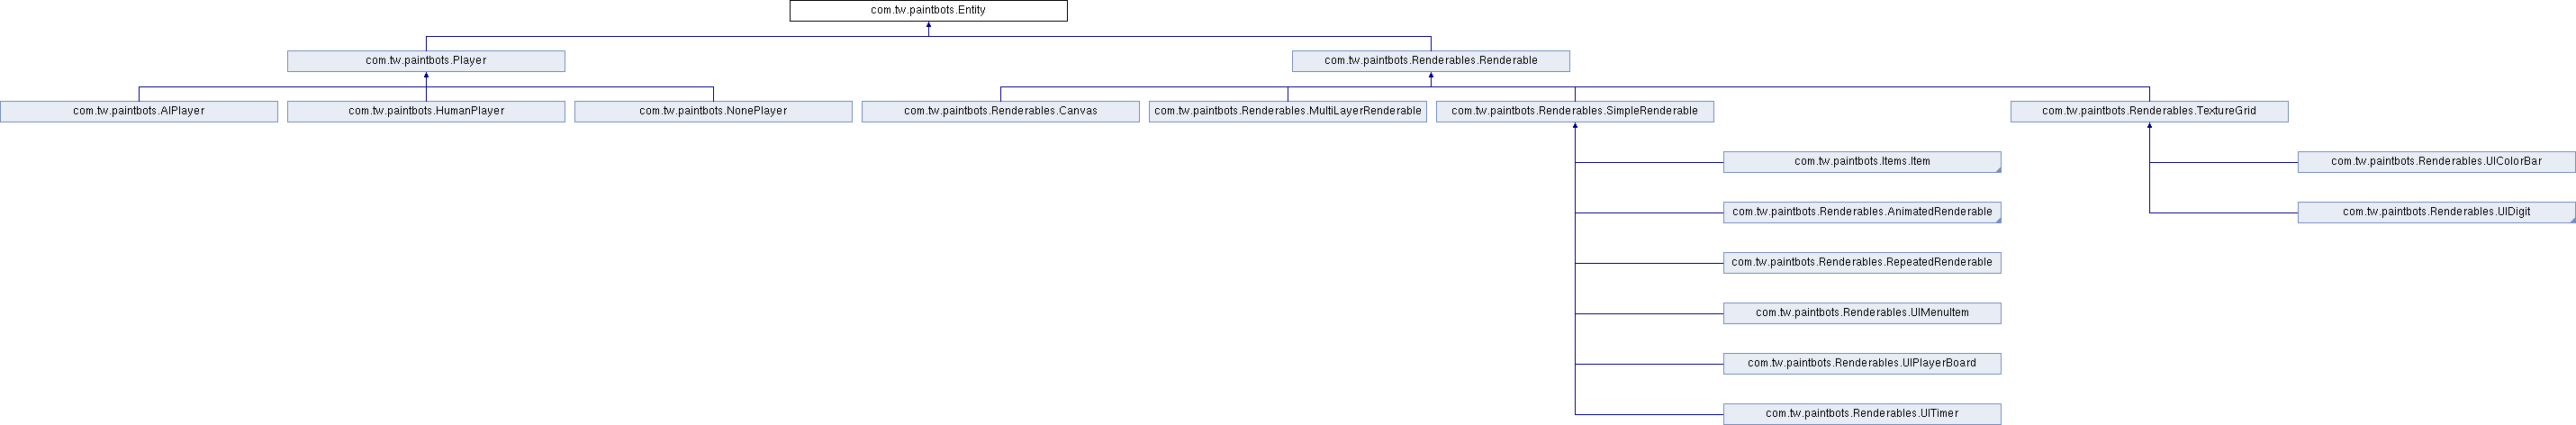 com.tw.paintbots.Entity
com.tw.paintbots.Player
com.tw.paintbots.Renderables.Renderable
com.tw.paintbots.AIPlayer
com.tw.paintbots.HumanPlayer
com.tw.paintbots.NonePlayer
com.tw.paintbots.Renderables.Canvas
com.tw.paintbots.Renderables.MultiLayerRenderable
com.tw.paintbots.Renderables.SimpleRenderable
com.tw.paintbots.Renderables.TextureGrid
com.tw.paintbots.Items.Item
com.tw.paintbots.Renderables.UIColorBar
com.tw.paintbots.Renderables.AnimatedRenderable
com.tw.paintbots.Renderables.UIDigit
com.tw.paintbots.Renderables.RepeatedRenderable
com.tw.paintbots.Renderables.UIMenuItem
com.tw.paintbots.Renderables.UIPlayerBoard
com.tw.paintbots.Renderables.UITimer